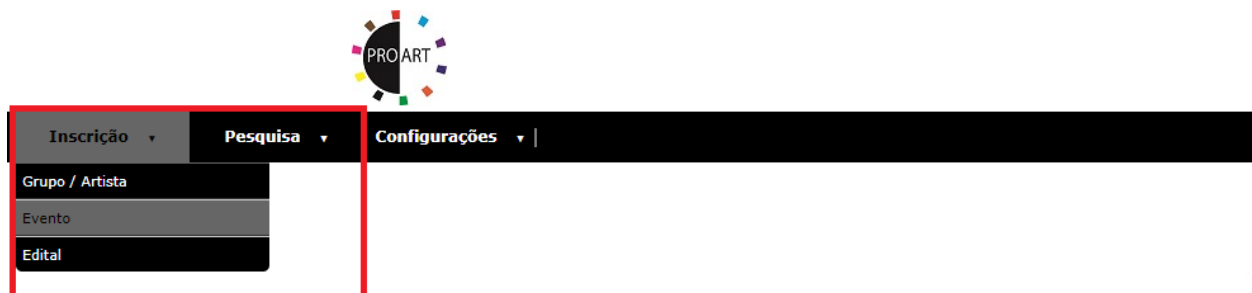 PRO ART
Inscrição ▼ Pesquisa ▼ Configurações ▼ |
Grupo / Artista
Evento
Edital